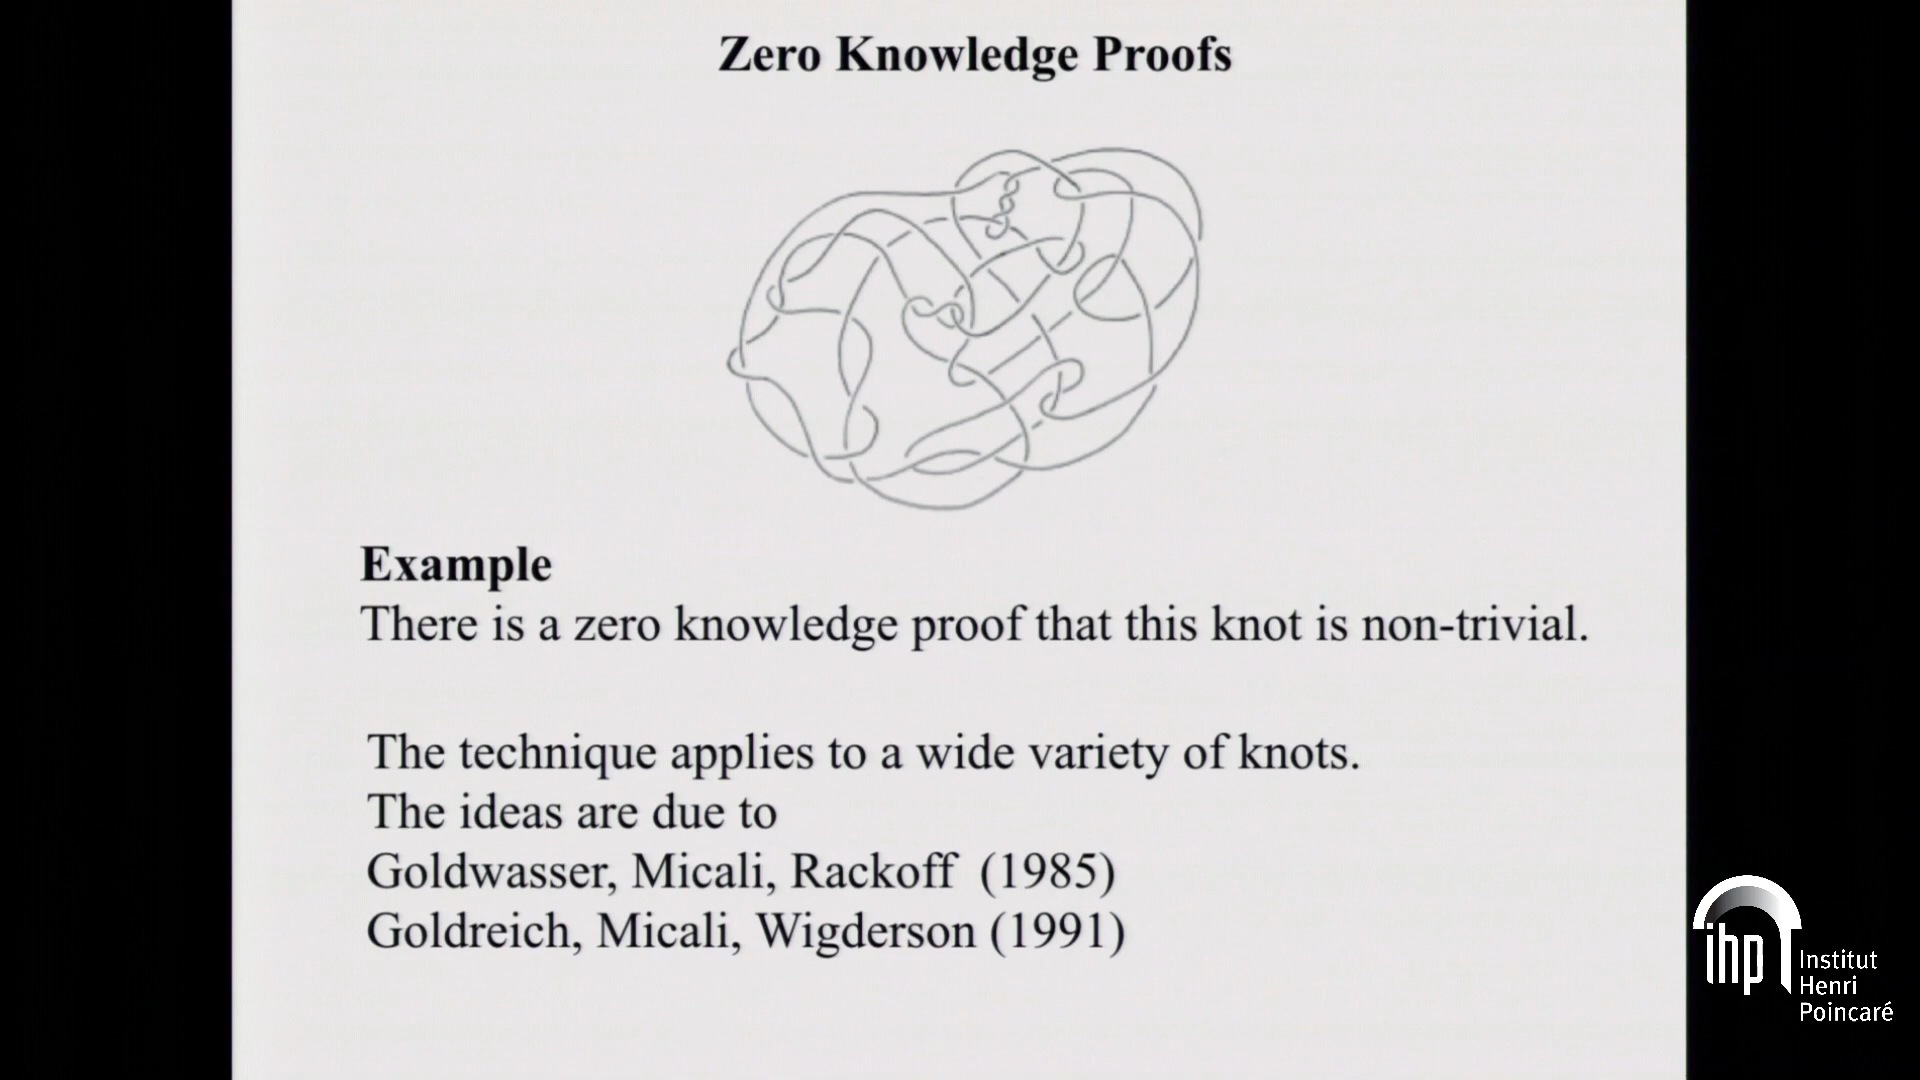 Zero Knowledge Proofs
Example
There is a zero knowledge proof that this knot is non-trivial.
The technique applies to a wide variety of knots.
The ideas are due to
Goldwasser, Micali, Rackoff (1985)
Goldreich, Micali, Wigderson (1991)
ihp
Institut
Henri
Poincaré